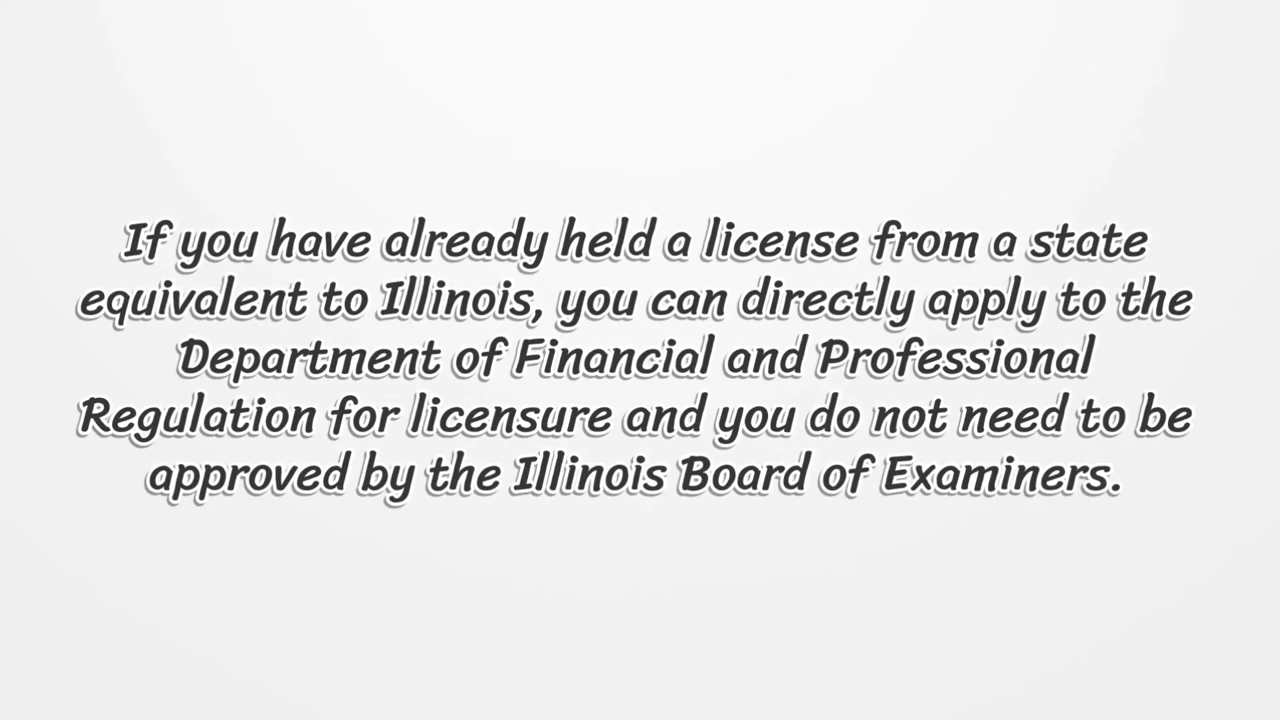 If you have already held a license from a state
equivalent to Illinois, you can directly apply to the
Department of Financial and Professional
Regulation for licensure and you do not need to be
approved by the Illinois Board of Examiners.